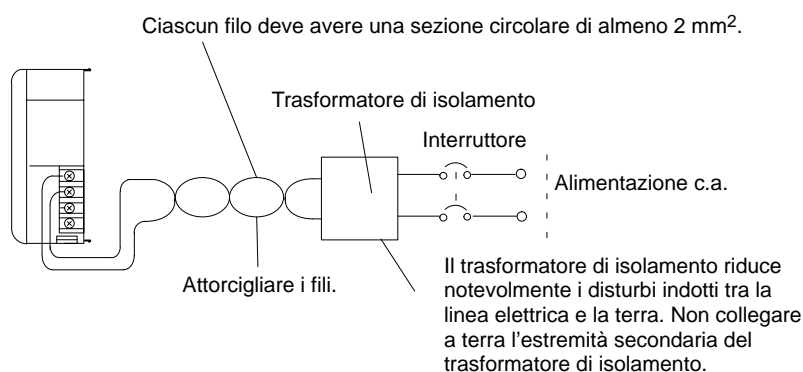 Ciascun filo deve avere una sezione circolare di almeno 2 mm².
Trasformatore di isolamento
Interruttore
Alimentazione c.a.
Attorcigliare i fili.
Il trasformatore di isolamento riduce
notevolmente i disturbi indotti tra la
linea elettrica e la terra. Non collegare
a terra l'estremità secondaria del
trasformatore di isolamento.